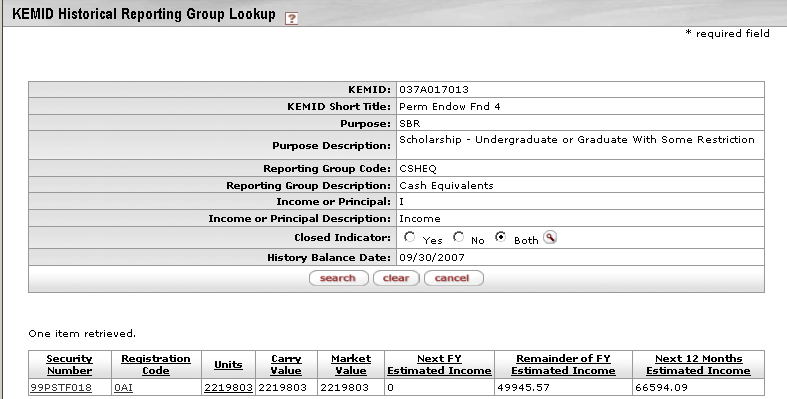 KEMID Historical Reporting Group Lookup ?
* required field
KEMID: 037A017013
KEMID Short Title: Perm Endow Fnd 4
Purpose: SBR
Purpose Description: Scholarship - Undergraduate or Graduate With Some Restriction
Reporting Group Code: CSHEQ
Reporting Group Description: Cash Equivalents
Income or Principal: I
Income or Principal Description: Income
Closed Indicator: Yes No Both
History Balance Date: 09/30/2007
search clear cancel
One item retrieved.
Security Registration Units Carry Market Next FY Remainder of FY Next 12 Months
Number Code Value Value Estimated Income Estimated Income Estimated Income
99PSTF018 0AI 2219803 2219803 2219803 0 49945.57 66594.09